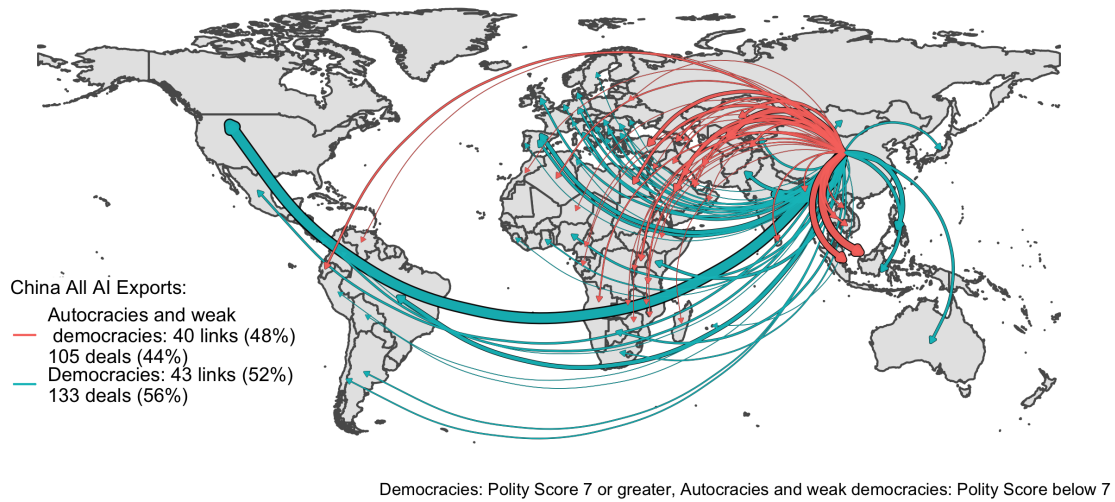 China All AI Exports:
Autocracies and weak
democracies: 40 links (48%)
105 deals (44%)
Democracies: 43 links (52%)
133 deals (56%)
Democracies: Polity Score 7 or greater, Autocracies and weak democracies: Polity Score below 7